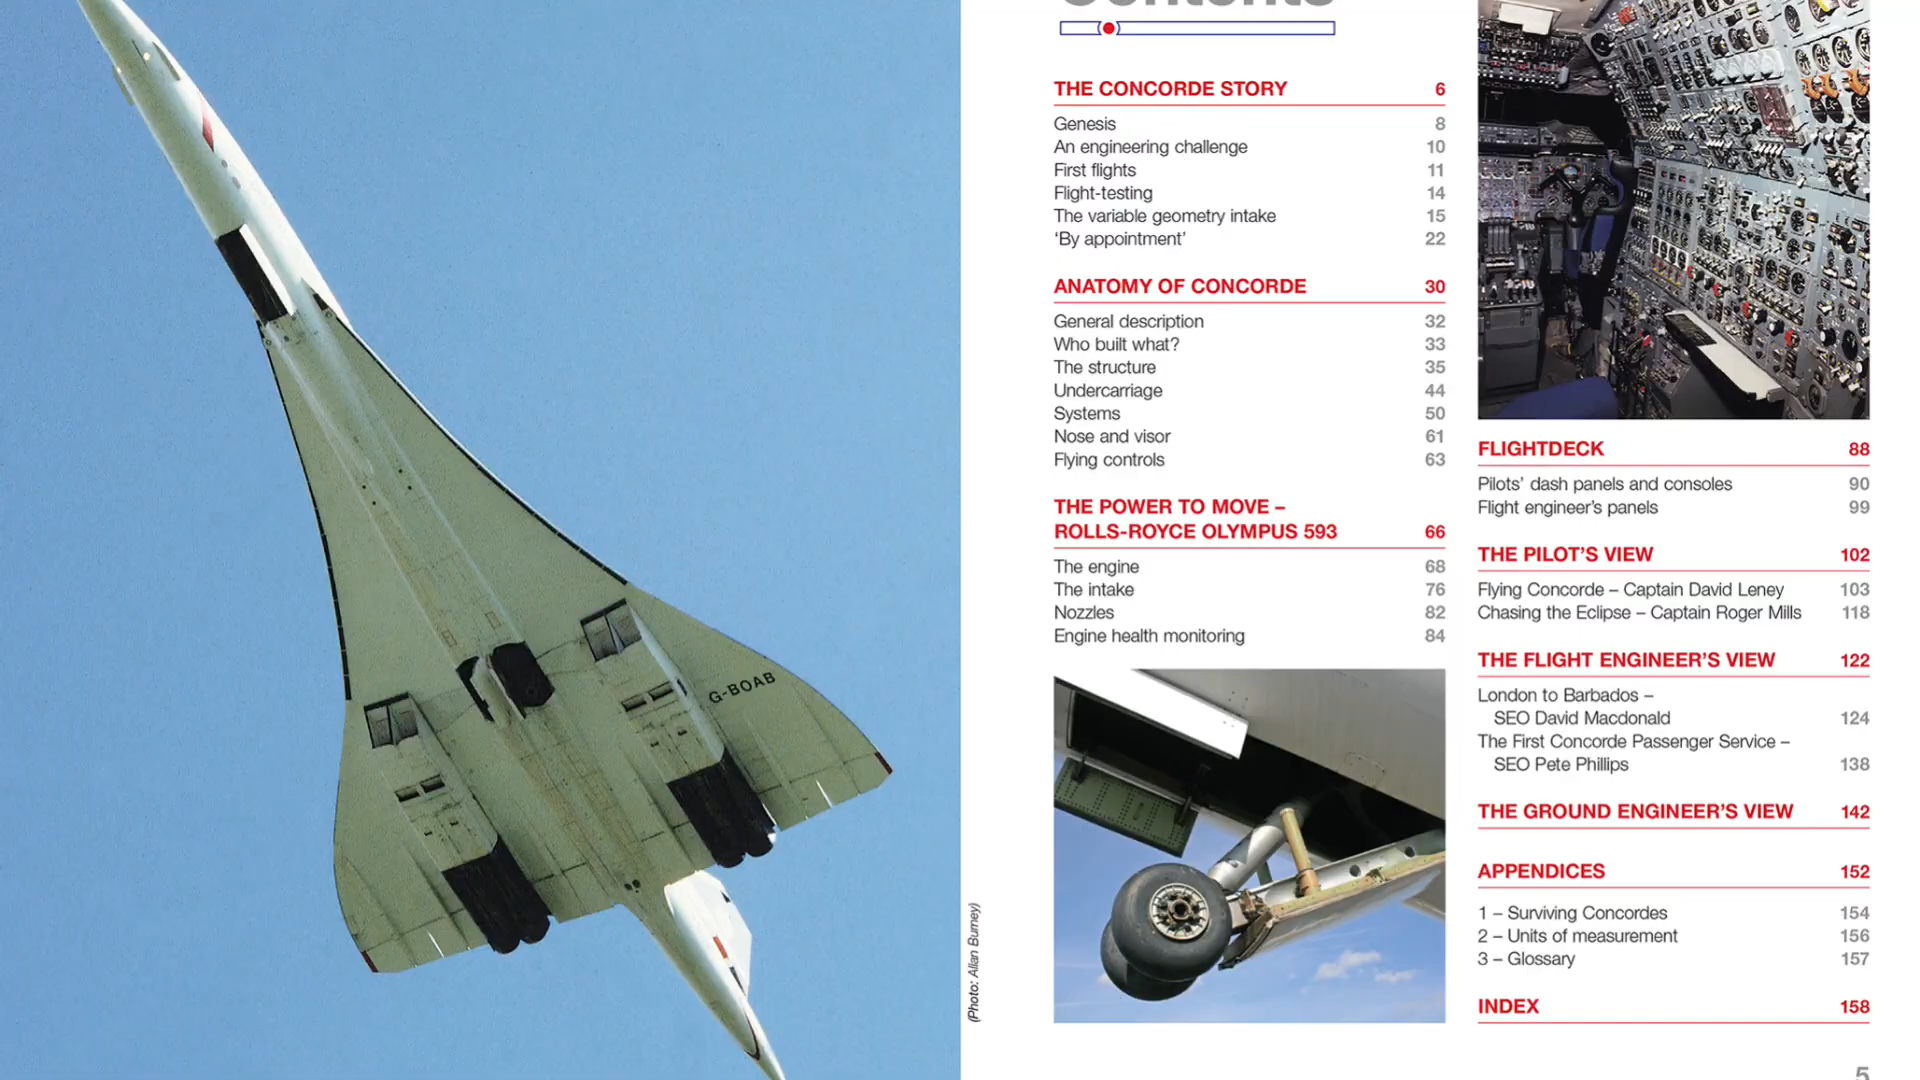 Contents
THE CONCORDE STORY 6
Genesis 8
An engineering challenge 10
First flights 11
Flight-testing 14
The variable geometry intake 15
‘By appointment’ 22
ANATOMY OF CONCORDE 30
General description 32
Who built what? 33
The structure 35
Undercarriage 44
Systems 50
Nose and visor 61
Flying controls 63
THE POWER TO MOVE –
ROLLS-ROYCE OLYMPUS 593 66
The engine 68
The intake 76
Nozzles 82
Engine health monitoring 84
FLIGHTDECK 88
Pilots’ dash panels and consoles 90
Flight engineer’s panels 99
THE PILOT’S VIEW 102
Flying Concorde – Captain David Leney 103
Chasing the Eclipse – Captain Roger Mills 118
THE FLIGHT ENGINEER’S VIEW 122
London to Barbados –
SEO David Macdonald 124
The First Concorde Passenger Service –
SEO Pete Phillips 138
THE GROUND ENGINEER’S VIEW 142
APPENDICES 152
1 – Surviving Concordes 154
2 – Units of measurement 156
3 – Glossary 157
INDEX 158
5
G-BOAB
(Photo: Allan Burney)